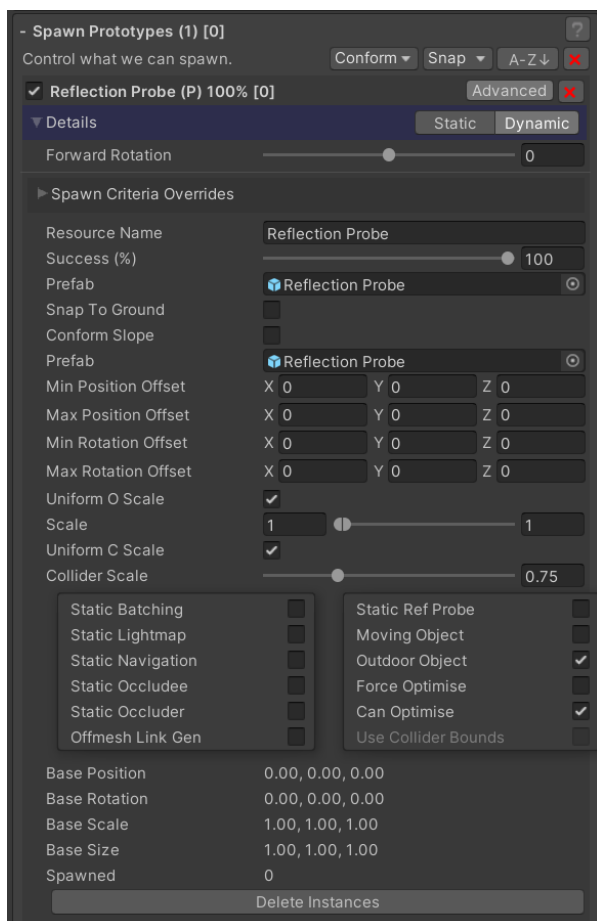 - Spawn Prototypes (1) [0] ?
Control what we can spawn. Conform Snap A-Z↓
Reflection Probe (P) 100% [0] Advanced
Details Static Dynamic
Forward Rotation 0
Spawn Criteria Overrides
Resource Name Reflection Probe
Success (%) 100
Prefab Reflection Probe
Snap To Ground
Conform Slope
Prefab Reflection Probe
Min Position Offset X 0 Y 0 Z 0
Max Position Offset X 0 Y 0 Z 0
Min Rotation Offset X 0 Y 0 Z 0
Max Rotation Offset X 0 Y 0 Z 0
Uniform O Scale
Scale 1 1
Uniform C Scale
Collider Scale 0.75
Static Batching
Static Lightmap
Static Navigation
Static Occludee
Static Occluder
Offmesh Link Gen
Static Ref Probe
Moving Object
Outdoor Object
Force Optimise
Can Optimise
Use Collider Bounds
Base Position 0.00, 0.00, 0.00
Base Rotation 0.00, 0.00, 0.00
Base Scale 1.00, 1.00, 1.00
Base Size 1.00, 1.00, 1.00
Spawned 0
Delete Instances